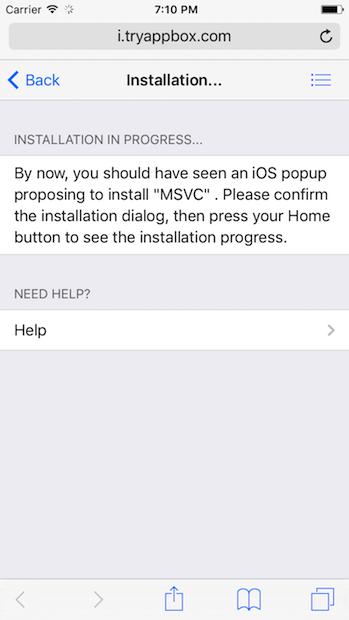 Carrier 7:10 PM
i.tryappbox.com
Back Installation...
INSTALLATION IN PROGRESS...
By now, you should have seen an iOS popup
proposing to install "MSVC" . Please confirm
the installation dialog, then press your Home
button to see the installation progress.
NEED HELP?
Help